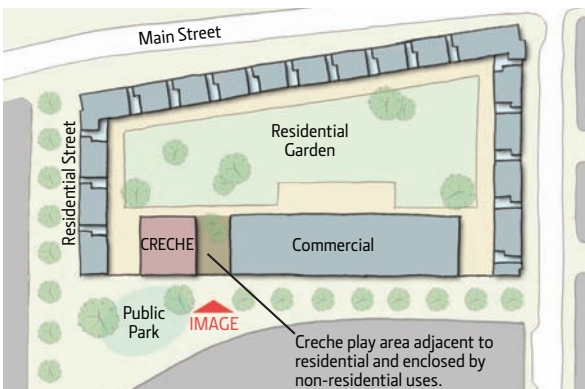 Main Street
Residential Street
Residential
Garden
CRECHE
Commercial
Public
Park
IMAGE
Creche play area adjacent to
residential and enclosed by
non-residential uses.